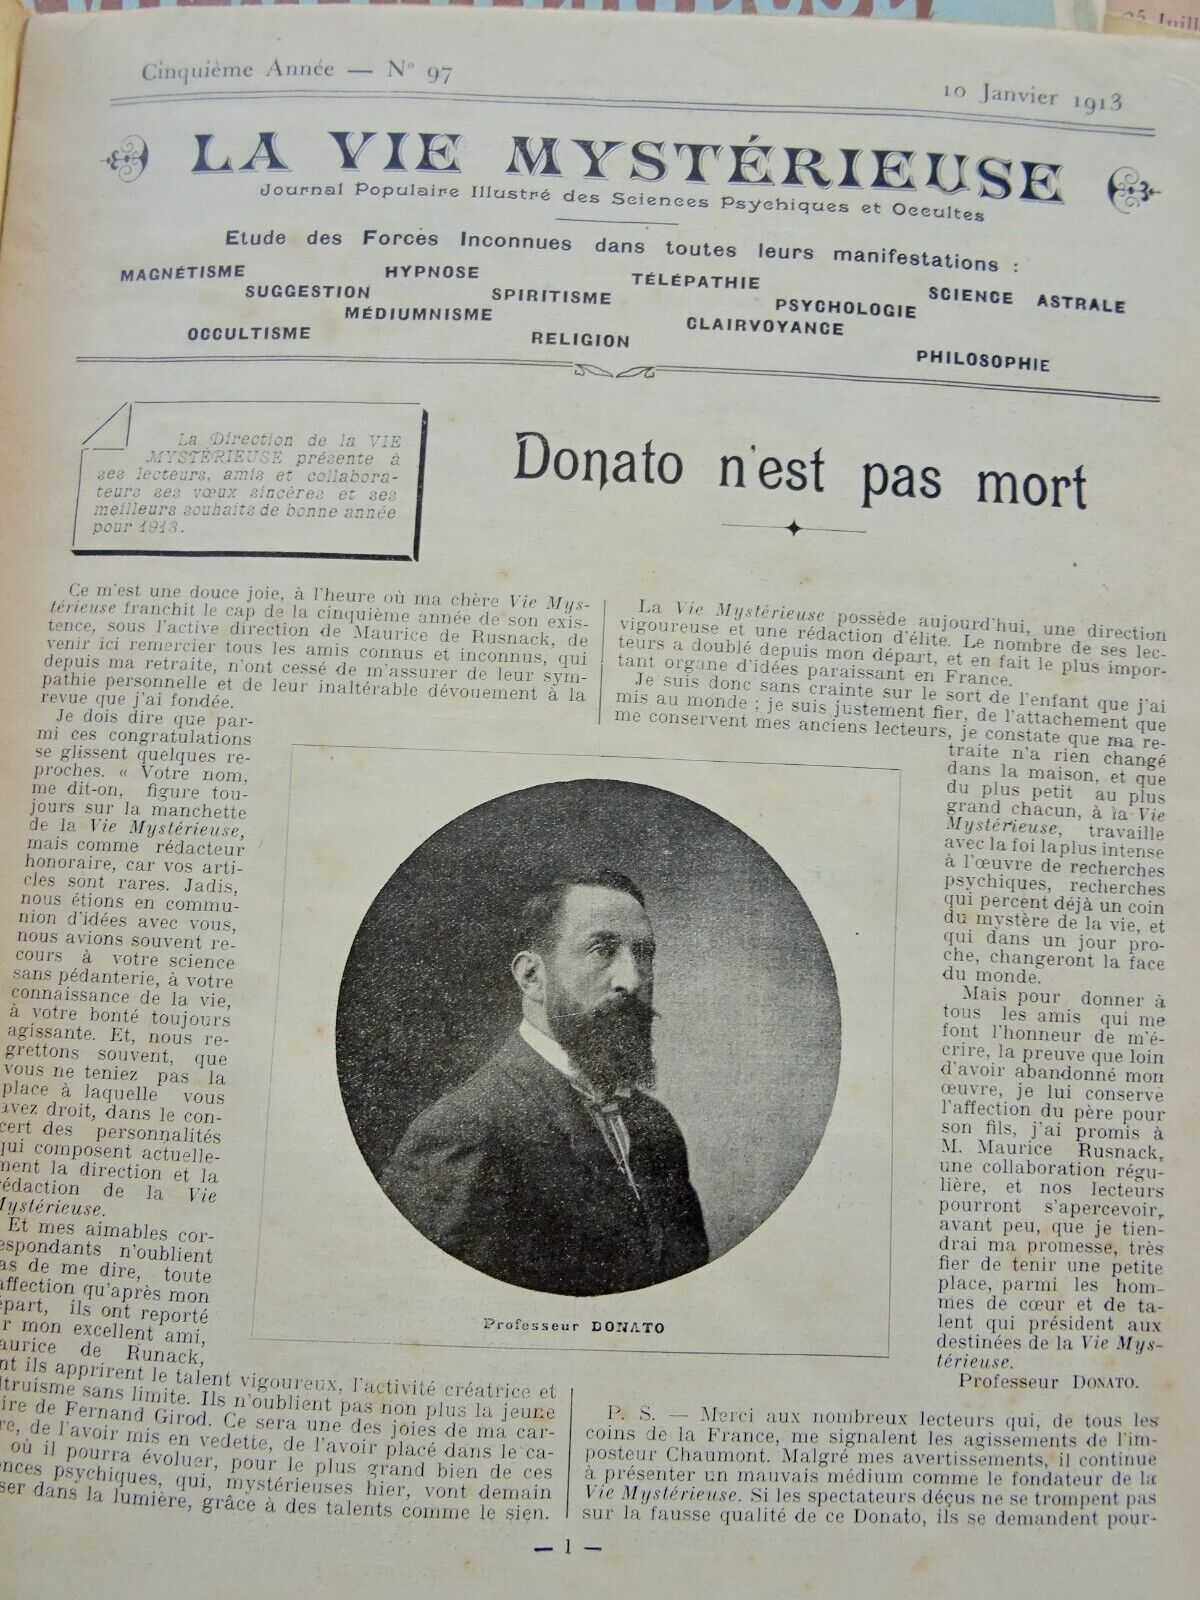 25 Juill
Cinquième Année — N° 97
10 Janvier 1913
LA VIE MYSTÉRIEUSE
Journal Populaire Illustré des Sciences Psychiques et Occultes
Etude des Forces Inconnues dans toutes leurs manifestations :
MAGNÉTISME HYPNOSE TÉLÉPATHIE SCIENCE ASTRALE
SUGGESTION SPIRITISME PSYCHOLOGIE
MÉDIUMNISME CLAIRVOYANCE
OCCULTISME RELIGION PHILOSOPHIE
La Direction de la VIE
MYSTÉRIEUSE présente à
ses lecteurs, amis et collabora-
teurs ses vœux sincères et ses
meilleurs souhaits de bonne année
pour 1913.
Donato n'est pas mort
Ce m'est une douce joie, à l'heure où ma chère Vie Mys-
térieuse franchit le cap de la cinquième année de son exis-
tence, sous l'active direction de Maurice de Rusnack, de
venir ici remercier tous les amis connus et inconnus, qui
depuis ma retraite, n'ont cessé de m'assurer de leur sym-
pathie personnelle et de leur inaltérable dévouement à la
revue que j'ai fondée.
Je dois dire que par-
mi ces congratulations
se glissent quelques re-
proches. « Votre nom,
me dit-on, figure tou-
jours sur la manchette
de la Vie Mystérieuse,
mais comme rédacteur
honoraire, car vos arti-
cles sont rares. Jadis,
nous étions en commu-
nion d'idées avec vous,
nous avions souvent re-
cours à votre science
sans pédanterie, à votre
connaissance de la vie,
à votre bonté toujours
agissante. Et, nous re-
grettons souvent, que
vous ne teniez pas la
place à laquelle vous
avez droit, dans le con-
cert des personnalités
qui composent actuelle-
ment la direction et la
rédaction de la Vie
Mystérieuse.
Et mes aimables cor-
espondants n'oublient
as de me dire, toute
affection qu'après mon
épart, ils ont reporté
r mon excellent ami,
aurice de Runack,
nt ils apprirent le talent vigoureux, l'activité créatrice et
ltruisme sans limite. Ils n'oublient pas non plus la jeune
ire de Fernand Girod. Ce sera une des joies de ma car-
re, de l'avoir mis en vedette, de l'avoir placé dans le ca-
où il pourra évoluer, pour le plus grand bien de ces
ences psychiques, qui, mystérieuses hier, vont demain
ser dans la lumière, grâce à des talents comme le sien.
Professeur DONATO
La Vie Mystérieuse possède aujourd'hui, une direction
vigoureuse et une rédaction d'élite. Le nombre de ses lec-
teurs a doublé depuis mon départ, et en fait le plus impor-
tant organe d'idées paraissant en France.
Je suis donc sans crainte sur le sort de l'enfant que j'ai
mis au monde ; je suis justement fier, de l'attachement que
me conservent mes anciens lecteurs, je constate que ma re-
traite n'a rien changé
dans la maison, et que
du plus petit au plus
grand chacun, à la Vie
Mystérieuse, travaille
avec la foi la plus intense
à l'œuvre de recherches
psychiques, recherches
qui percent déjà un coin
du mystère de la vie, et
qui dans un jour pro-
che, changeront la face
du monde.
Mais pour donner à
tous les amis qui me
font l'honneur de m'é-
crire, la preuve que loin
d'avoir abandonné mon
œuvre, je lui conserve
l'affection du père pour
son fils, j'ai promis à
M. Maurice Rusnack,
une collaboration régu-
lière, et nos lecteurs
pourront s'apercevoir,
avant peu, que je tien-
drai ma promesse, très
fier de tenir une petite
place, parmi les hom-
mes de cœur et de ta-
lent qui président aux
destinées de la Vie Mys-
térieuse.
Professeur DONATO.
P. S. — Merci aux nombreux lecteurs qui, de tous les
coins de la France, me signalent les agissements de l'im-
posteur Chaumont. Malgré mes avertissements, il continue
à présenter un mauvais médium comme le fondateur de la
Vie Mystérieuse. Si les spectateurs déçus ne se trompent pas
sur la fausse qualité de ce Donato, ils se demandent pour-
— 1 —